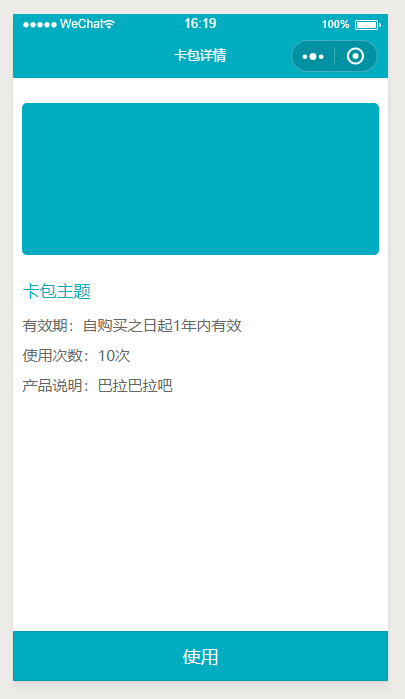 ●●●●● WeChat 16:19 100%
卡包详情
卡包主题
有效期：自购买之日起1年内有效
使用次数：10次
产品说明：巴拉巴拉吧
使用